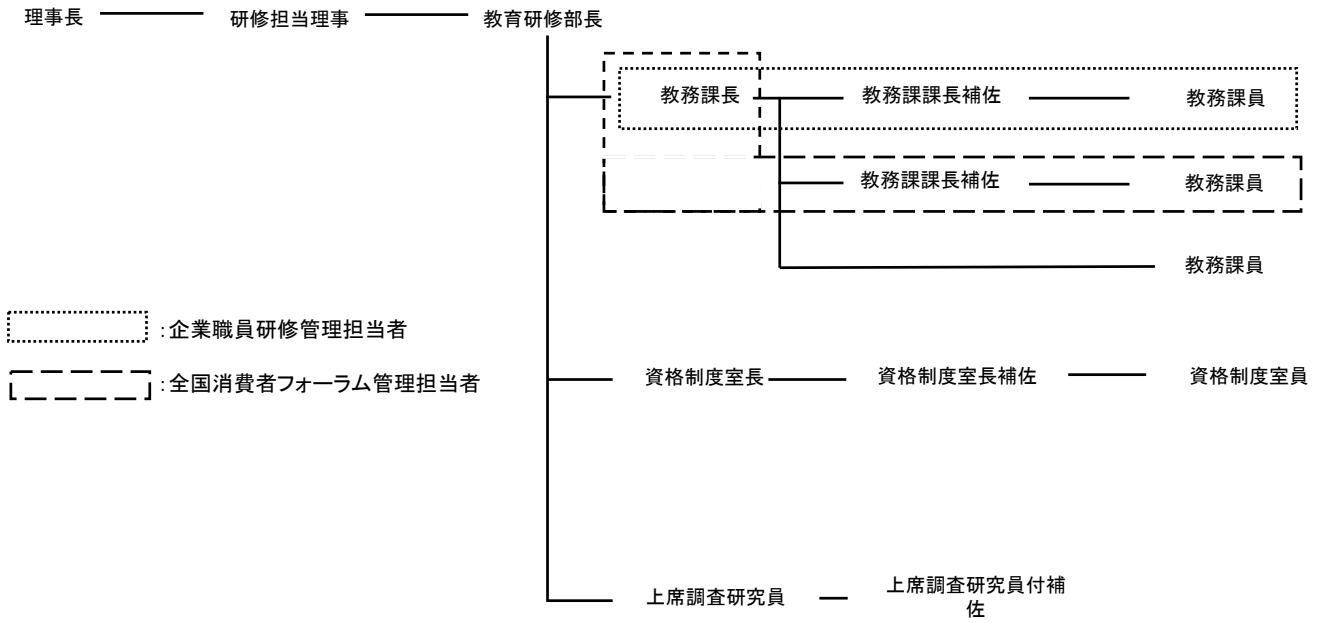 理事長 研修担当理事 教育研修部長
教務課長 教務課課長補佐 教務課員
教務課課長補佐 教務課員
教務課員
:企業職員研修管理担当者
:全国消費者フォーラム管理担当者
資格制度室長 資格制度室長補佐 資格制度室員
上席調査研究員 上席調査研究員付補
佐